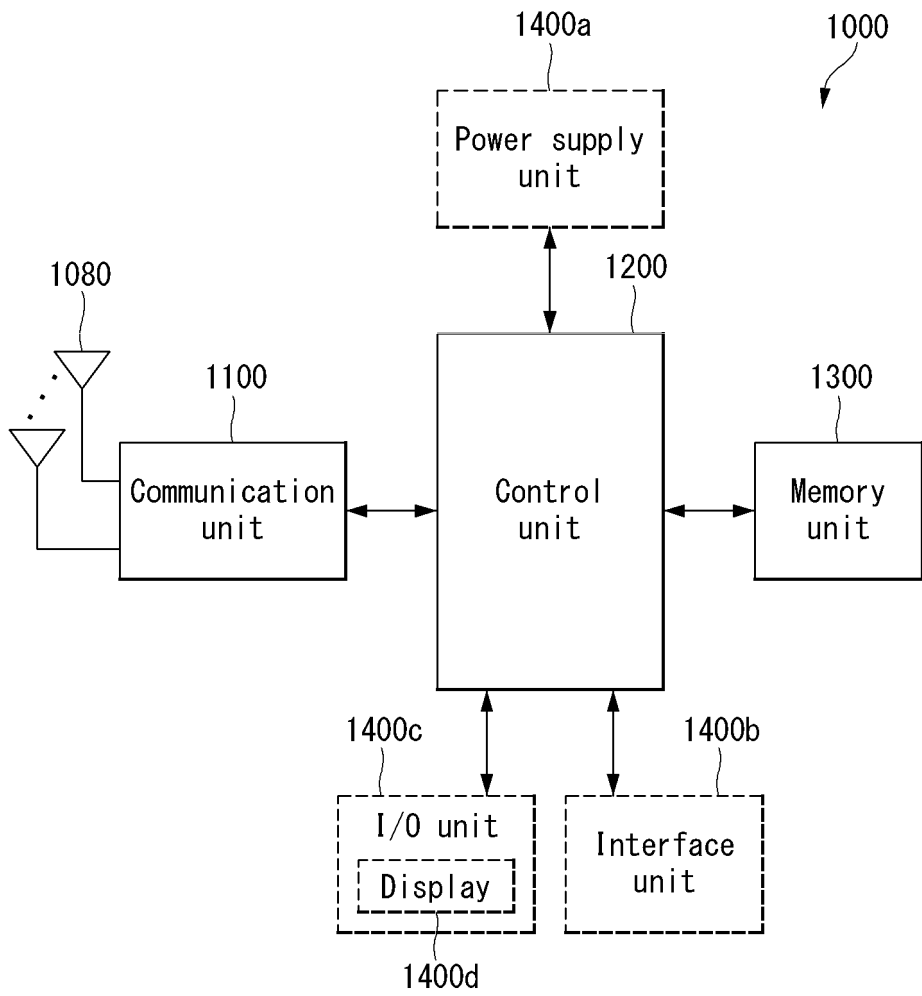 1400a
1000
Power supply
unit
1080
1200
1100
1300
Communication
unit
Control
unit
Memory
unit
1400c
1400b
I/O unit
Display
Interface
unit
1400d